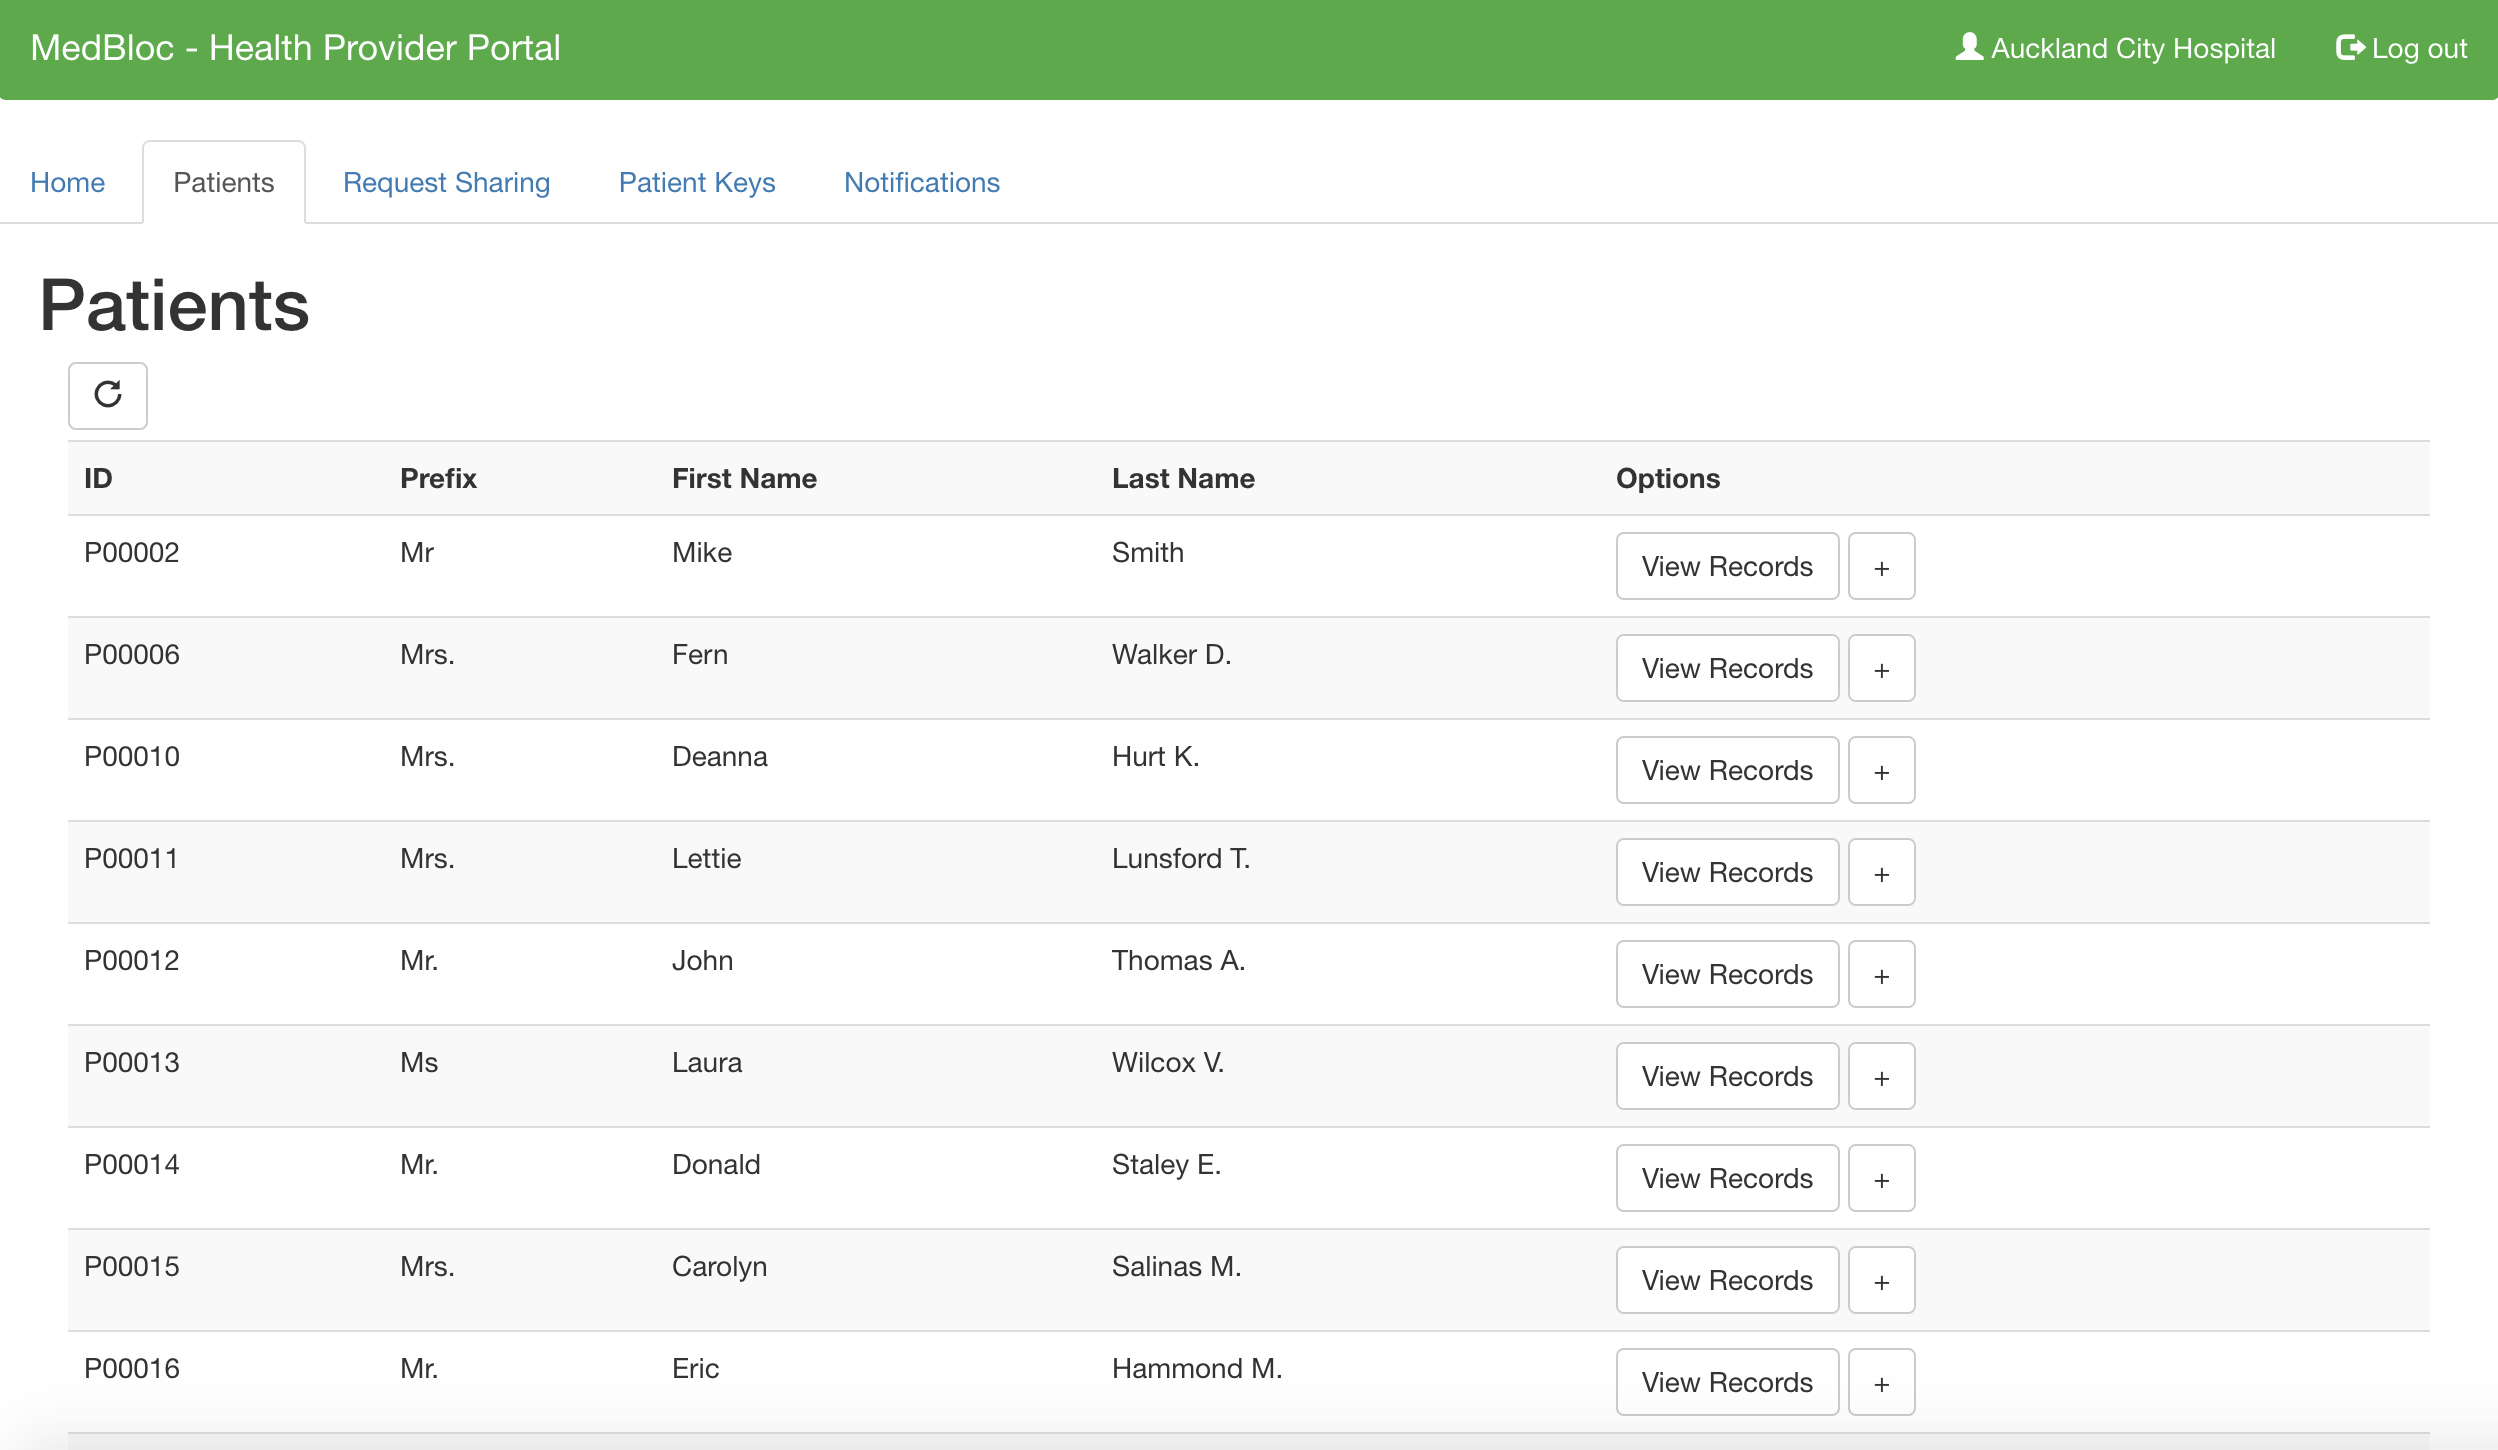 MedBloc - Health Provider Portal Auckland City Hospital Log out
Home Patients Request Sharing Patient Keys Notifications
Patients
ID Prefix First Name Last Name Options
P00002 Mr Mike Smith View Records +
P00006 Mrs. Fern Walker D. View Records +
P00010 Mrs. Deanna Hurt K. View Records +
P00011 Mrs. Lettie Lunsford T. View Records +
P00012 Mr. John Thomas A. View Records +
P00013 Ms Laura Wilcox V. View Records +
P00014 Mr. Donald Staley E. View Records +
P00015 Mrs. Carolyn Salinas M. View Records +
P00016 Mr. Eric Hammond M. View Records +